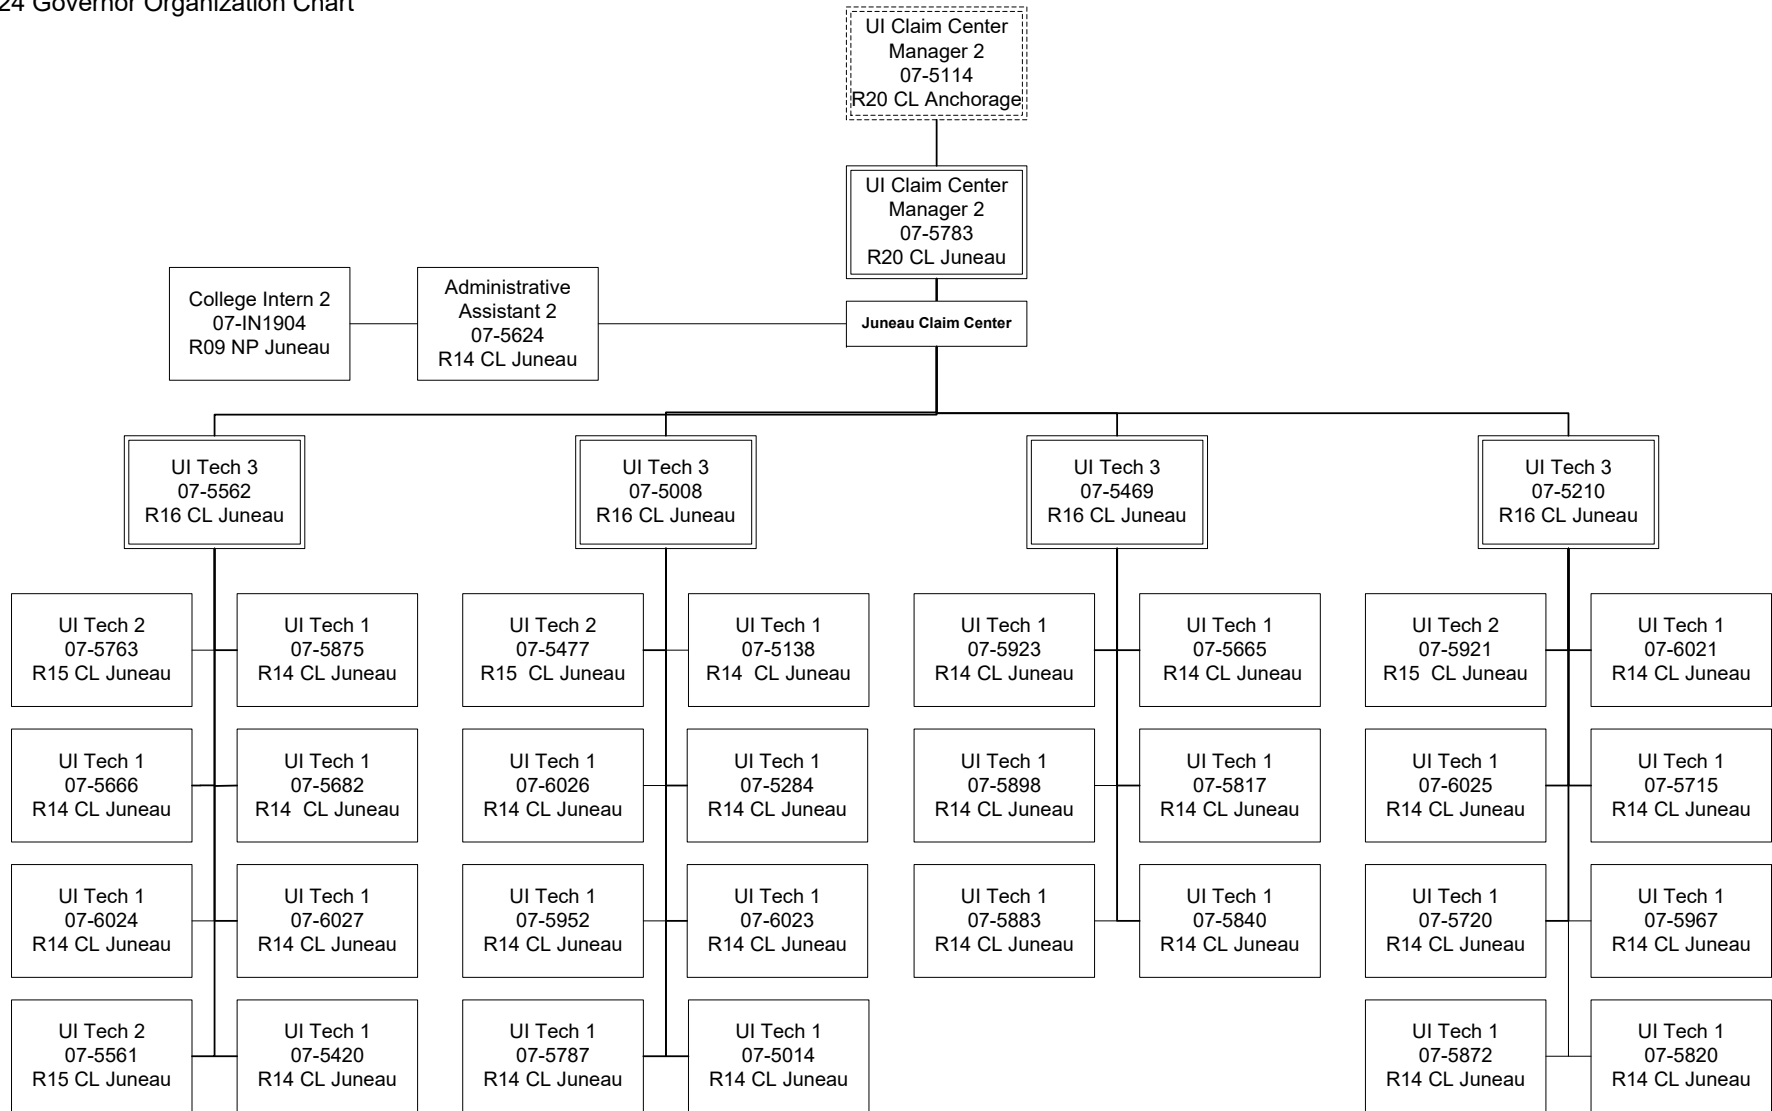 24 Governor Organization Chart
UI Claim Center
Manager 2
07-5114
R20 CL Anchorage
UI Claim Center
Manager 2
07-5783
R20 CL Juneau
College Intern 2
07-IN1904
R09 NP Juneau
Administrative
Assistant 2
07-5624
R14 CL Juneau
Juneau Claim Center
UI Tech 3
07-5562
R16 CL Juneau
UI Tech 3
07-5008
R16 CL Juneau
UI Tech 3
07-5469
R16 CL Juneau
UI Tech 3
07-5210
R16 CL Juneau
UI Tech 2
07-5763
R15 CL Juneau
UI Tech 1
07-5875
R14 CL Juneau
UI Tech 2
07-5477
R15 CL Juneau
UI Tech 1
07-5138
R14 CL Juneau
UI Tech 1
07-5923
R14 CL Juneau
UI Tech 1
07-5665
R14 CL Juneau
UI Tech 2
07-5921
R15 CL Juneau
UI Tech 1
07-6021
R14 CL Juneau
UI Tech 1
07-5666
R14 CL Juneau
UI Tech 1
07-5682
R14 CL Juneau
UI Tech 1
07-6026
R14 CL Juneau
UI Tech 1
07-5284
R14 CL Juneau
UI Tech 1
07-5898
R14 CL Juneau
UI Tech 1
07-5817
R14 CL Juneau
UI Tech 1
07-6025
R14 CL Juneau
UI Tech 1
07-5715
R14 CL Juneau
UI Tech 1
07-6024
R14 CL Juneau
UI Tech 1
07-6027
R14 CL Juneau
UI Tech 1
07-5952
R14 CL Juneau
UI Tech 1
07-6023
R14 CL Juneau
UI Tech 1
07-5883
R14 CL Juneau
UI Tech 1
07-5840
R14 CL Juneau
UI Tech 1
07-5720
R14 CL Juneau
UI Tech 1
07-5967
R14 CL Juneau
UI Tech 2
07-5561
R15 CL Juneau
UI Tech 1
07-5420
R14 CL Juneau
UI Tech 1
07-5787
R14 CL Juneau
UI Tech 1
07-5014
R14 CL Juneau
UI Tech 1
07-5872
R14 CL Juneau
UI Tech 1
07-5820
R14 CL Juneau